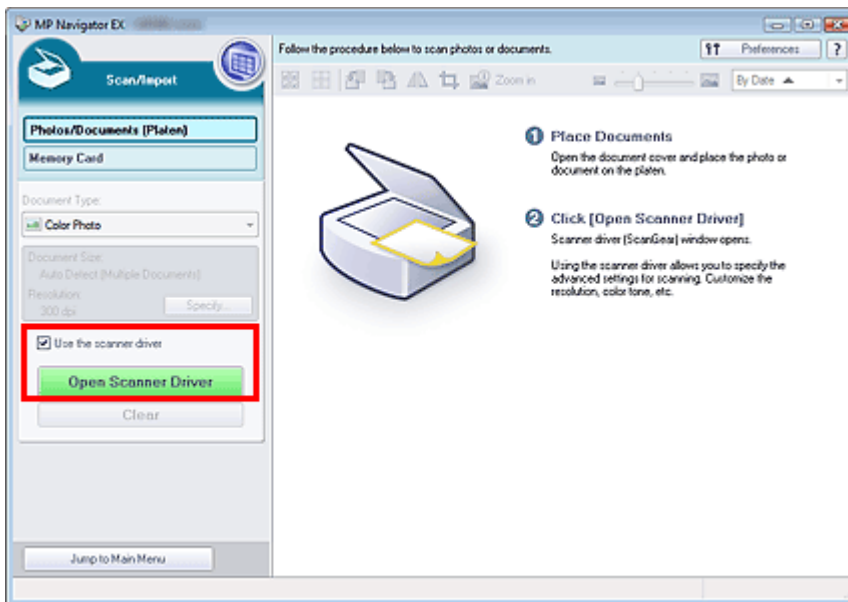 MP Navigator EX
Scan/Import
Photos/Documents (Platen)
Memory Card
Document Type:
Color Photo
Document Size:
Auto Detect (Multiple Documents)
Resolution:
300 dpi
Specify...
Use the scanner driver
Open Scanner Driver
Clear
Jump to Main Menu
Follow the procedure below to scan photos or documents.
Preferences
?
Zoom in
By Date
1 Place Documents
Open the document cover and place the photo or
document on the platen.
2 Click [Open Scanner Driver]
Scanner driver (ScanGear) window opens.
Using the scanner driver allows you to specify the
advanced settings for scanning. Customize the
resolution, color tone, etc.